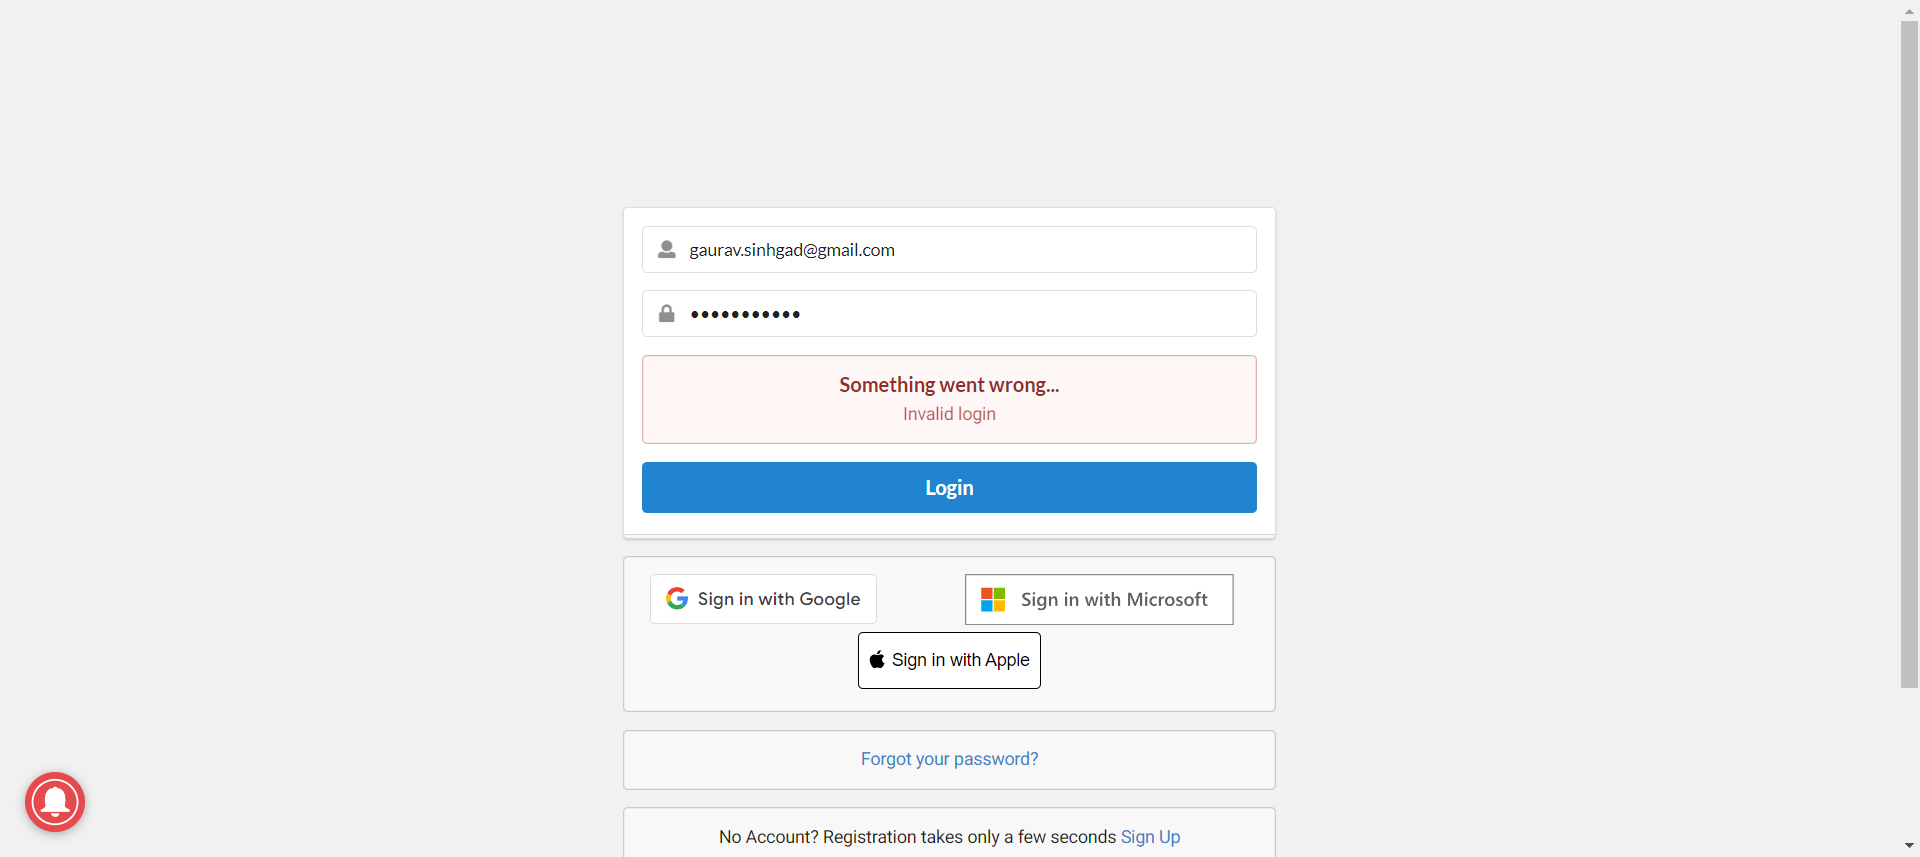 gaurav.sinhgad@gmail.com
•••••••••••
Something went wrong...
Invalid login
Login
Sign in with Google
Sign in with Microsoft
Sign in with Apple
Forgot your password?
No Account? Registration takes only a few seconds Sign Up